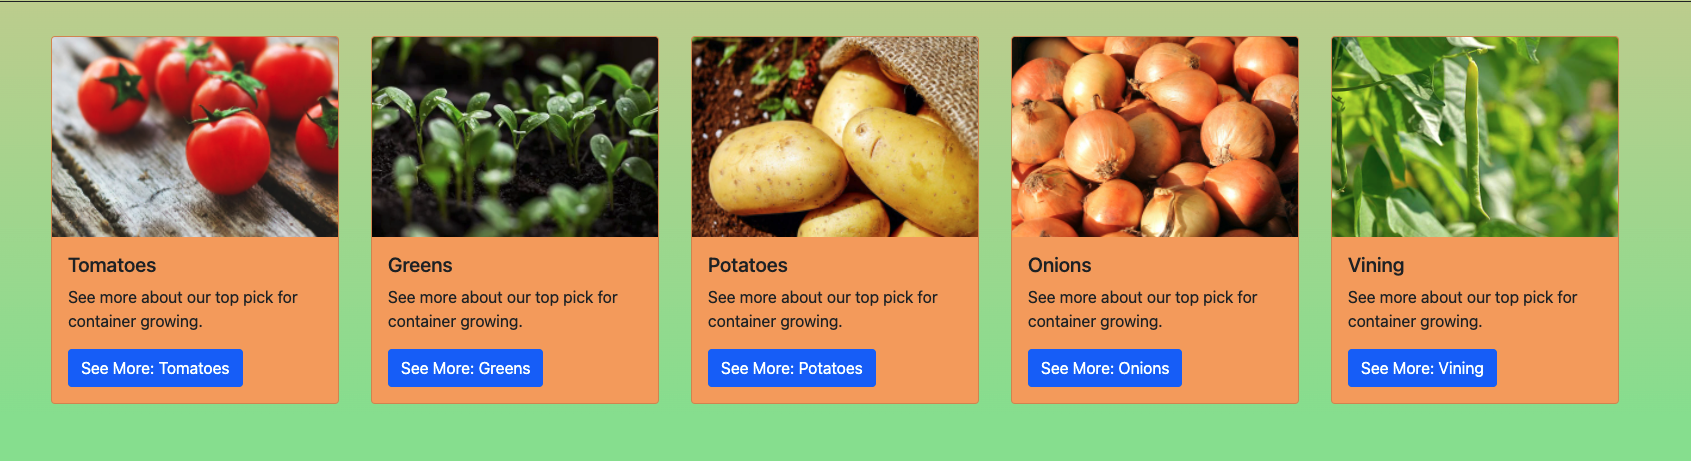 Tomatoes
See more about our top pick for
container growing.
See More: Tomatoes
Greens
See more about our top pick for
container growing.
See More: Greens
Potatoes
See more about our top pick for
container growing.
See More: Potatoes
Onions
See more about our top pick for
container growing.
See More: Onions
Vining
See more about our top pick for
container growing.
See More: Vining